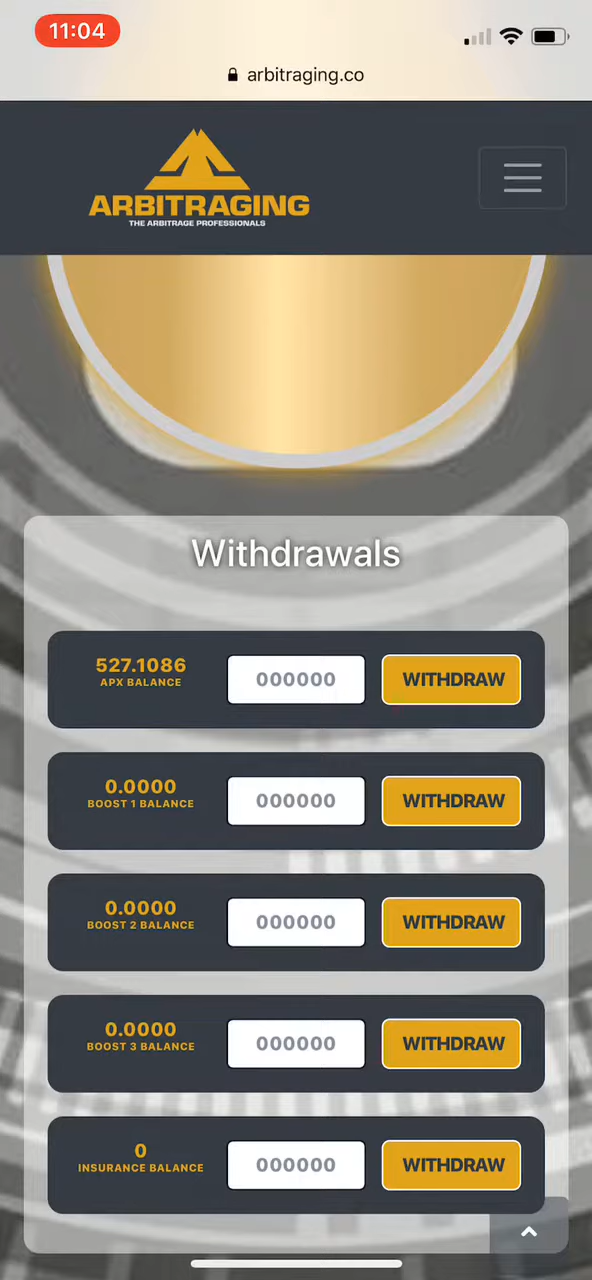 11:04
arbitraging.co
ARBITRAGING
THE ARBITRAGE PROFESSIONALS
Withdrawals
527.1086
APX BALANCE
000000
WITHDRAW
0.0000
BOOST 1 BALANCE
000000
WITHDRAW
0.0000
BOOST 2 BALANCE
000000
WITHDRAW
0.0000
BOOST 3 BALANCE
000000
WITHDRAW
0
INSURANCE BALANCE
000000
WITHDRAW